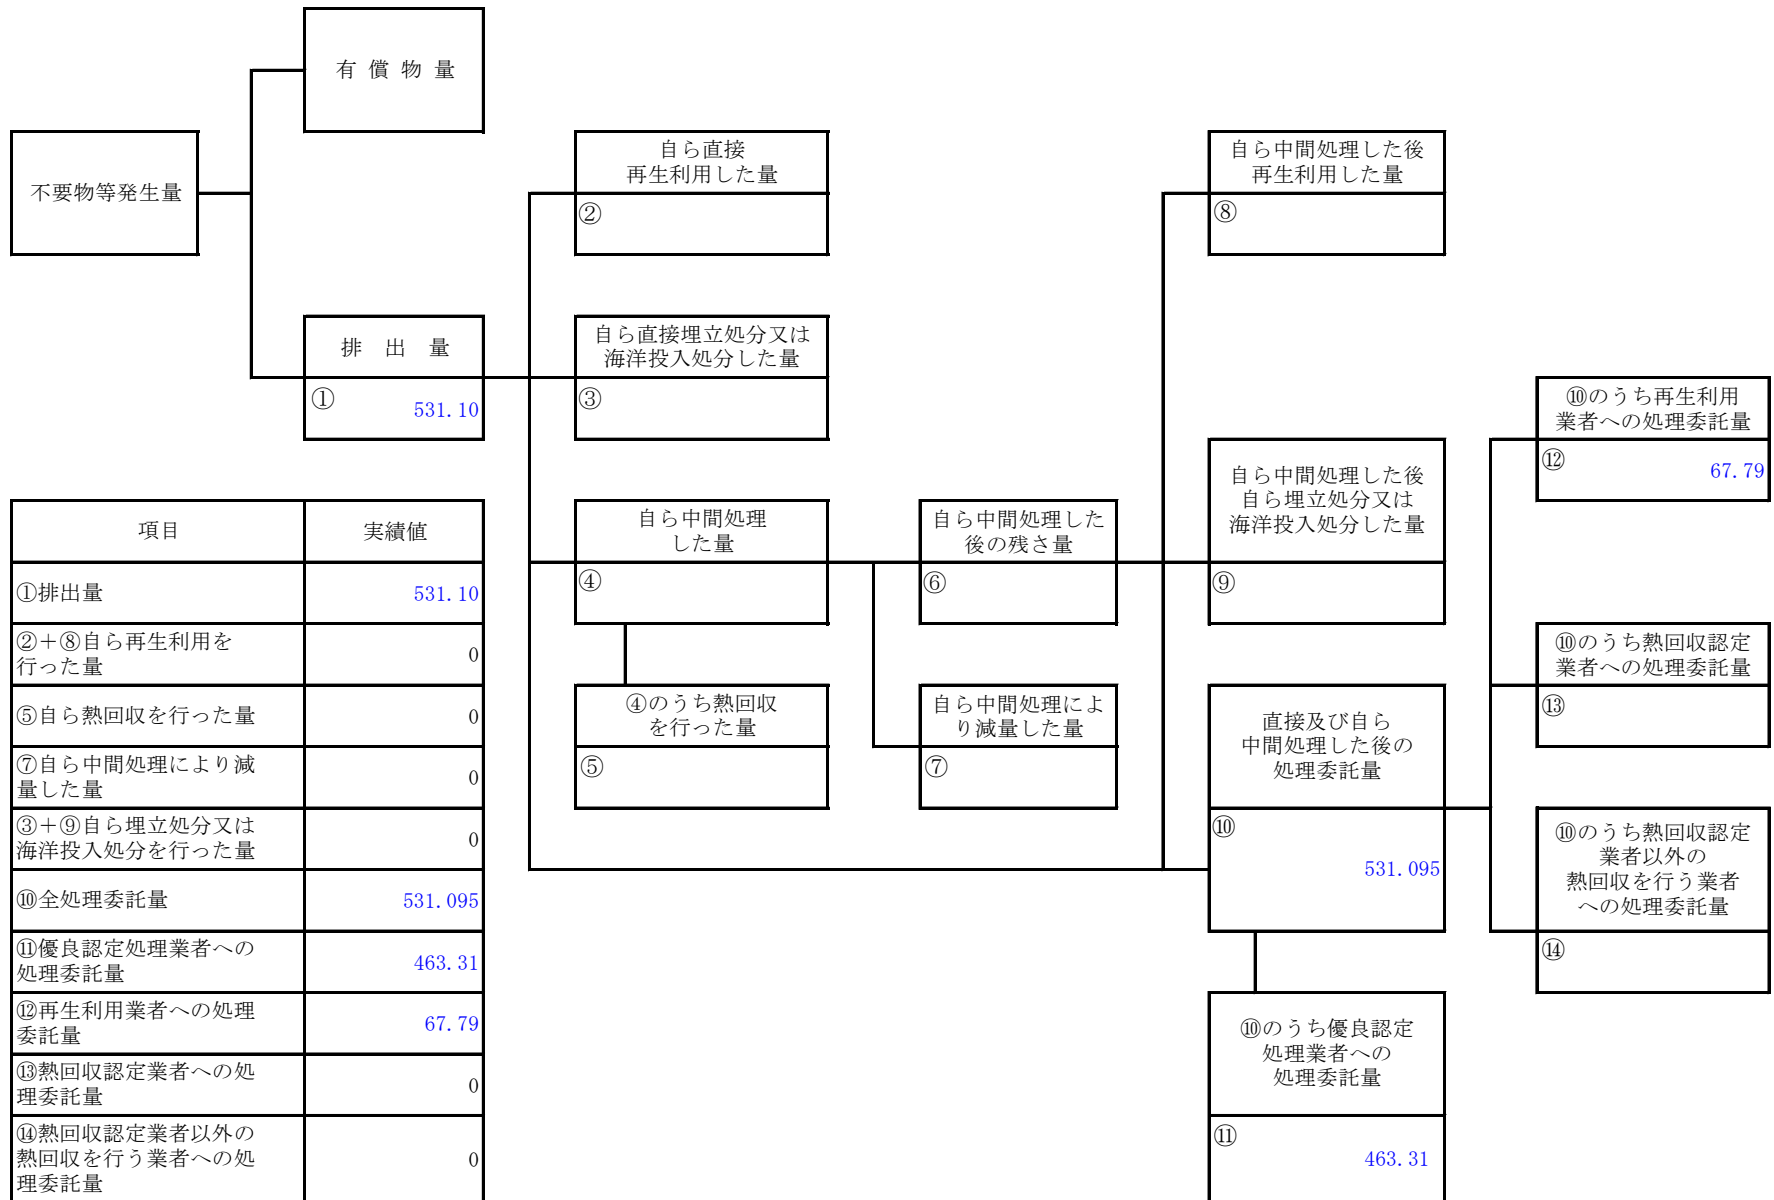 有償物量
不要物等発生量
排出量
①
531.10
自ら直接
再生利用した量
②
自ら直接埋立処分又は
海洋投入処分した量
③
自ら中間処理
した量
④
④のうち熱回収
を行った量
⑤
自ら中間処理した
後の残さ量
⑥
自ら中間処理によ
り減量した量
⑦
自ら中間処理した後
再生利用した量
⑧
自ら中間処理した後
自ら埋立処分又は
海洋投入処分した量
⑨
直接及び自ら
中間処理した後の
処理委託量
⑩
531.095
⑩のうち優良認定
処理業者への
処理委託量
⑪
463.31
⑩のうち再生利用
業者への処理委託量
⑫
67.79
⑩のうち熱回収認定
業者への処理委託量
⑬
⑩のうち熱回収認定
業者以外の
熱回収を行う業者
への処理委託量
⑭
項目 実績値
①排出量 531.10
②＋⑧自ら再生利用を
行った量 0
⑤自ら熱回収を行った量 0
⑦自ら中間処理により減
量した量 0
③＋⑨自ら埋立処分又は
海洋投入処分を行った量 0
⑩全処理委託量 531.095
⑪優良認定処理業者への
処理委託量 463.31
⑫再生利用業者への処理
委託量 67.79
⑬熱回収認定業者への処
理委託量 0
⑭熱回収認定業者以外の
熱回収を行う業者への処
理委託量 0